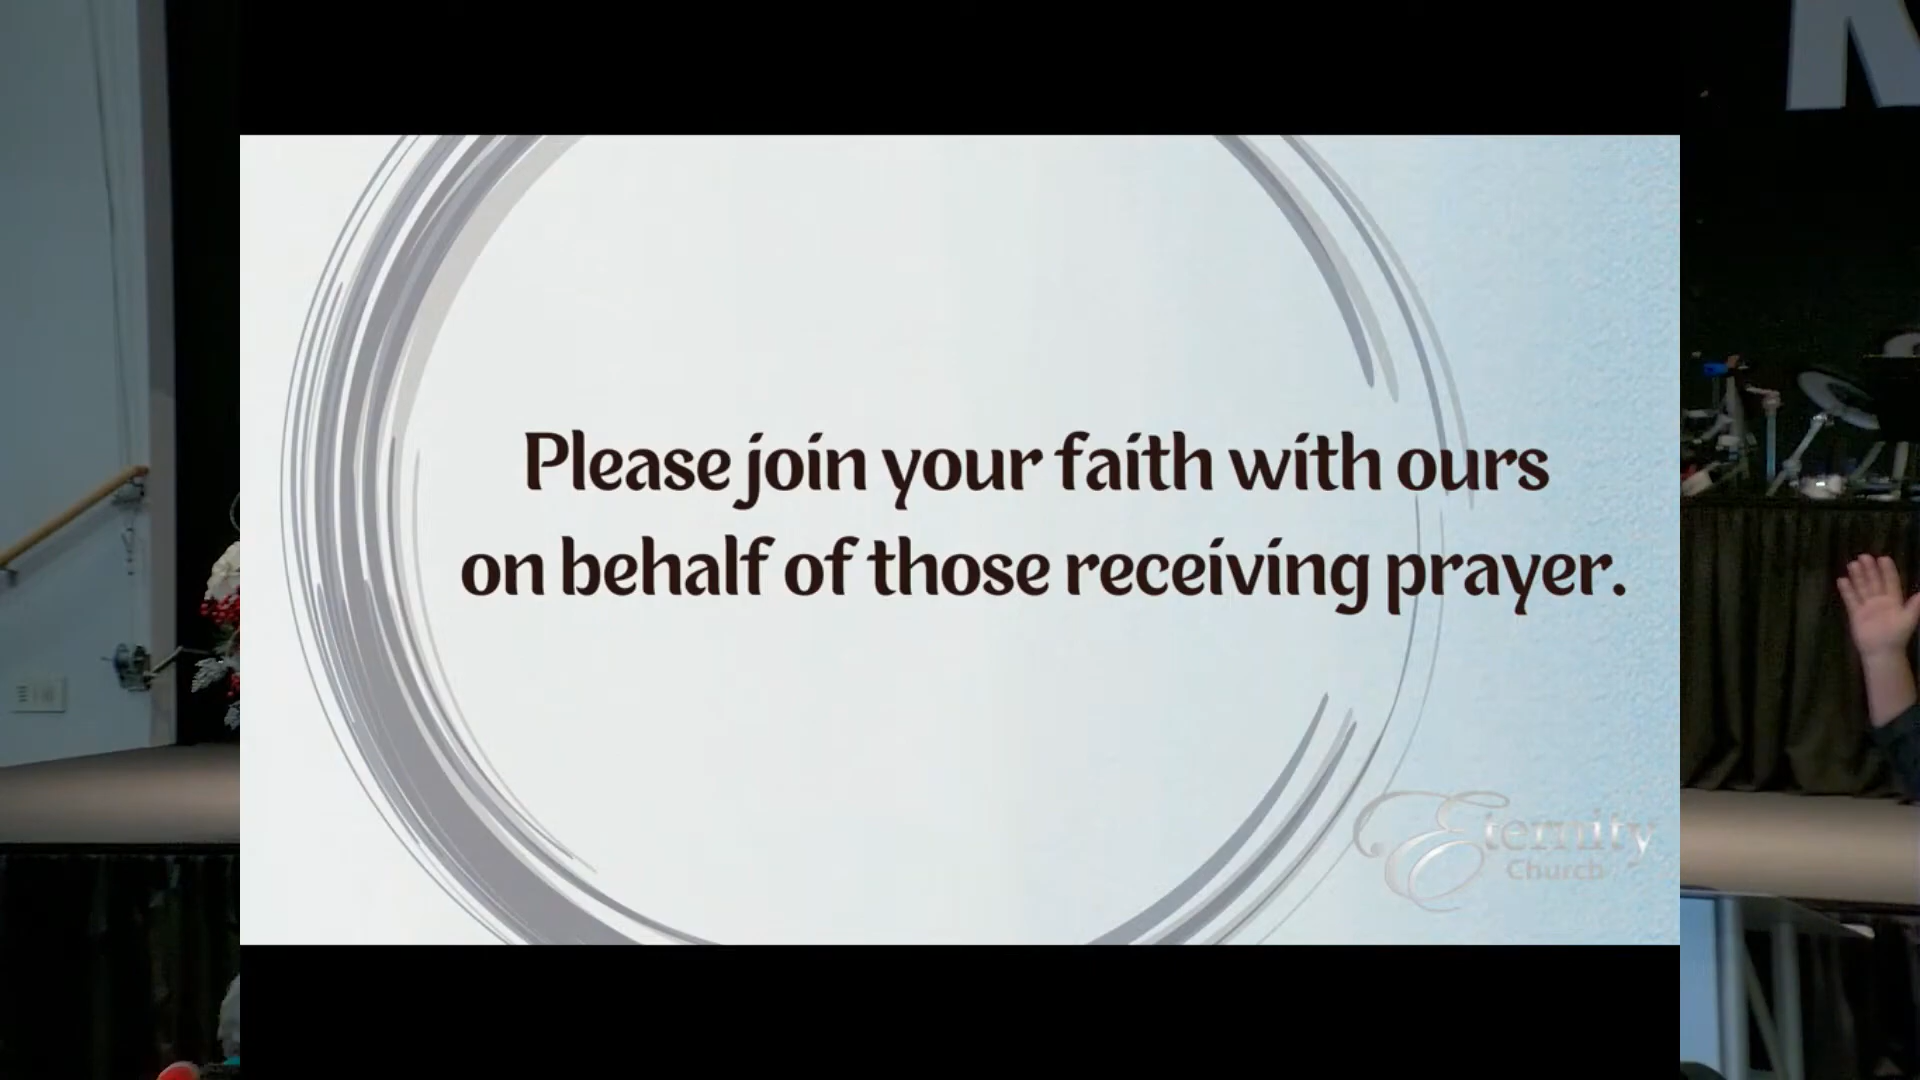 Please join your faith with ours
on behalf of those receiving prayer.
Eternity
Church